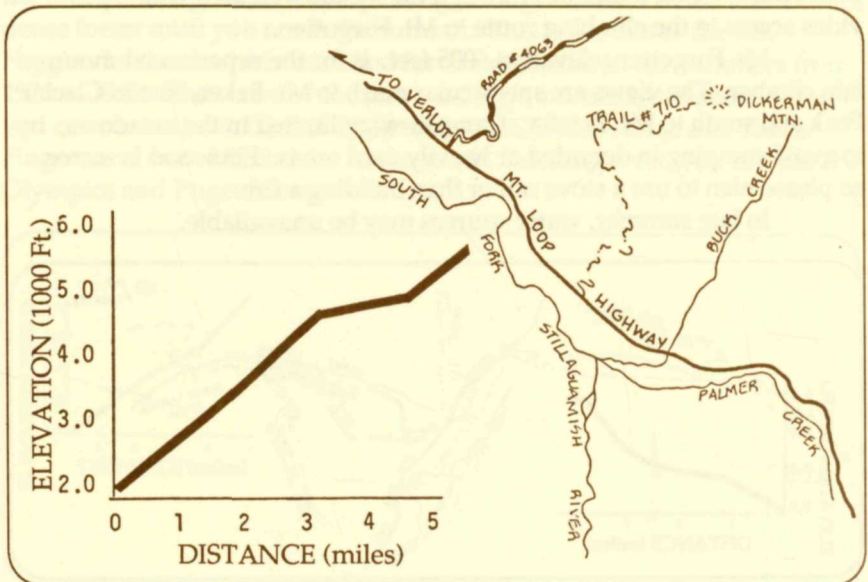 ROAD # 4065
TO VERLOT
TRAIL # 710
DICKERMAN
MTN.
SOUTH
FORK
STILLAGUAMISH
RIVER
MT. LOOP
HIGHWAY
BUCK CREEK
PALMER
CREEK
ELEVATION (1000 Ft.)
6.0
5.0
4.0
3.0
2.0
0 1 2 3 4 5
DISTANCE (miles)